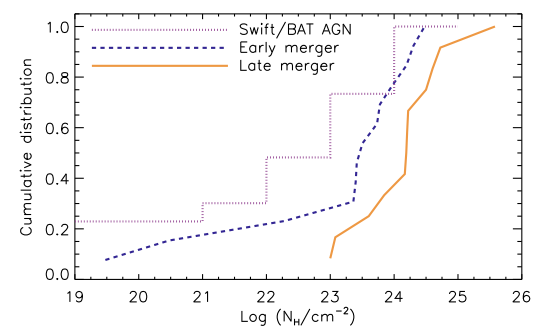 Swift/BAT AGN
Early merger
Late merger
Cumulative distribution
1.0
0.8
0.6
0.4
0.2
0.0
19 20 21 22 23 24 25 26
Log (N_H/cm⁻²)